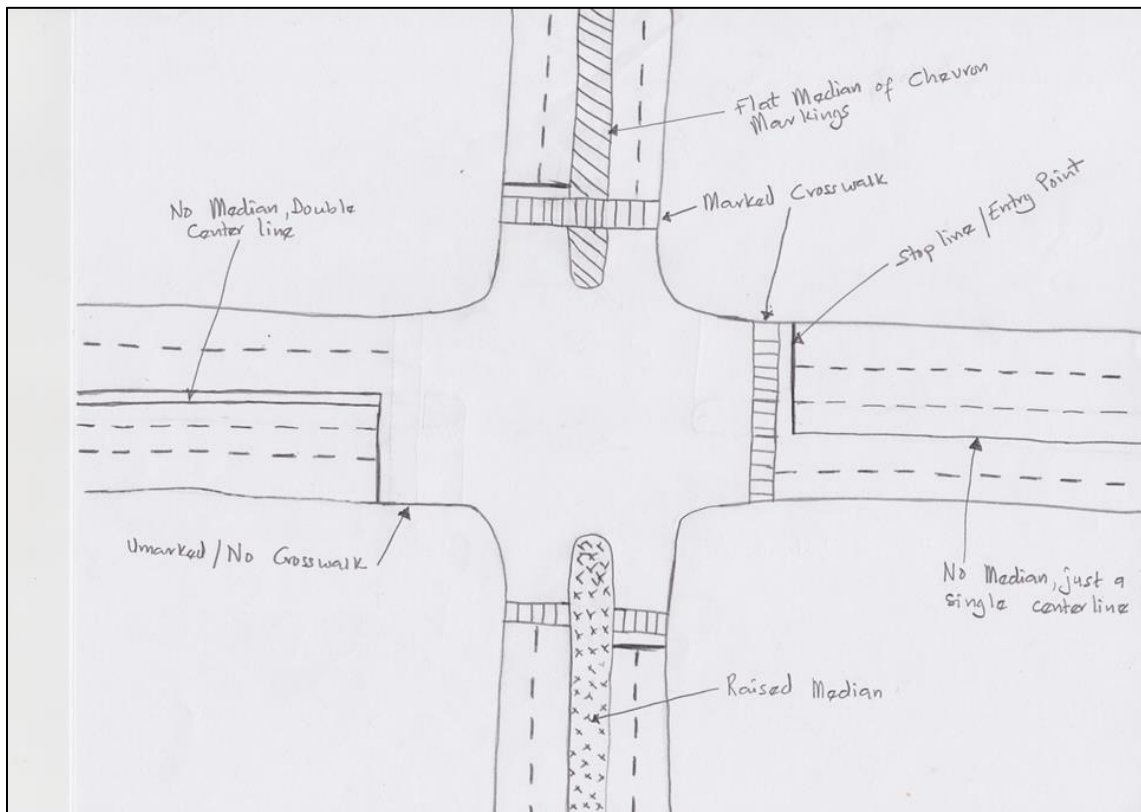 Flat Median of Chevron
Markings
No Median, Double
Center line
Marked Crosswalk
Stop line/Entry Point
Umarked/No Crosswalk
No Median, just a
single centerline
Raised Median